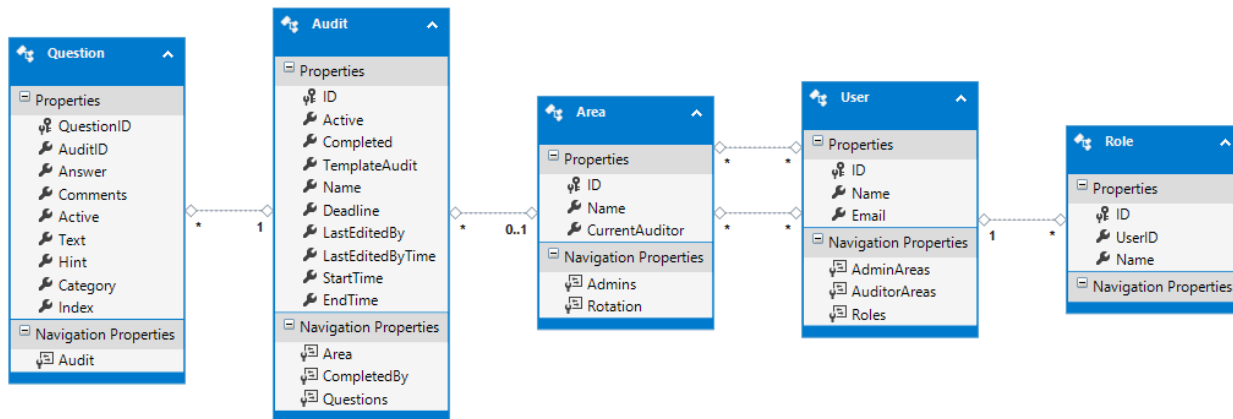 Question
Properties
QuestionID
AuditID
Answer
Comments
Active
Text
Hint
Category
Index
Navigation Properties
Audit
* 1
Audit
Properties
ID
Active
Completed
TemplateAudit
Name
Deadline
LastEditedBy
LastEditedByTime
StartTime
EndTime
Navigation Properties
Area
CompletedBy
Questions
* 0..1
Area
Properties
ID
Name
CurrentAuditor
Navigation Properties
Admins
Rotation
* *
* *
User
Properties
ID
Name
Email
Navigation Properties
AdminAreas
AuditorAreas
Roles
1 *
Role
Properties
ID
UserID
Name
Navigation Properties